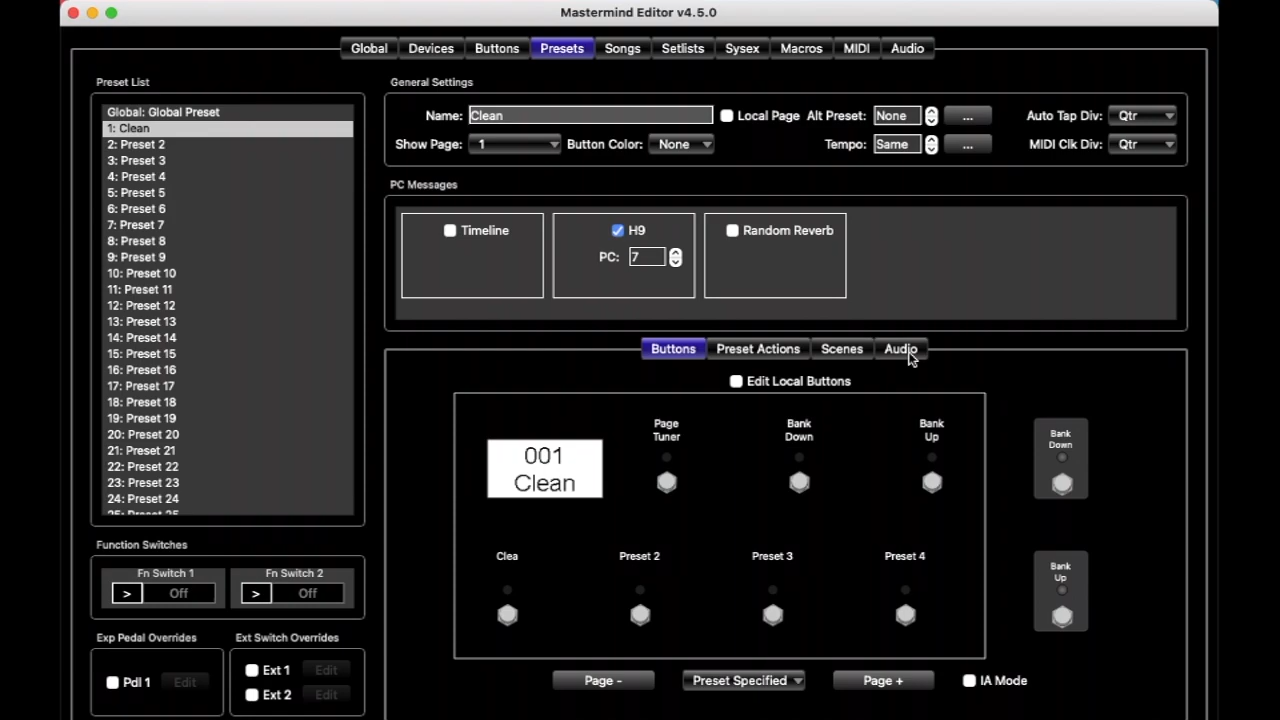 Mastermind Editor v4.5.0
Global Devices Buttons Presets Songs Setlists Sysex Macros MIDI Audio
Preset List
Global: Global Preset
1: Clean
2: Preset 2
3: Preset 3
4: Preset 4
5: Preset 5
6: Preset 6
7: Preset 7
8: Preset 8
9: Preset 9
10: Preset 10
11: Preset 11
12: Preset 12
13: Preset 13
14: Preset 14
15: Preset 15
16: Preset 16
17: Preset 17
18: Preset 18
19: Preset 19
20: Preset 20
21: Preset 21
22: Preset 22
23: Preset 23
24: Preset 24
25: Preset 25
General Settings
Name: Clean Local Page Alt Preset: None ... Auto Tap Div: Qtr
Show Page: 1 Button Color: None Tempo: Same ... MIDI Clk Div: Qtr
PC Messages
Timeline H9 Random Reverb
PC: 7
Buttons Preset Actions Scenes Audio
Edit Local Buttons
001
Clean
Page
Tuner
Bank
Down
Bank
Up
Bank
Down
Clea Preset 2 Preset 3 Preset 4
Bank
Up
Page - Preset Specified Page + IA Mode
Function Switches
Fn Switch 1 Fn Switch 2
> Off > Off
Exp Pedal Overrides Ext Switch Overrides
Pdl 1 Edit
Ext 1 Edit
Ext 2 Edit